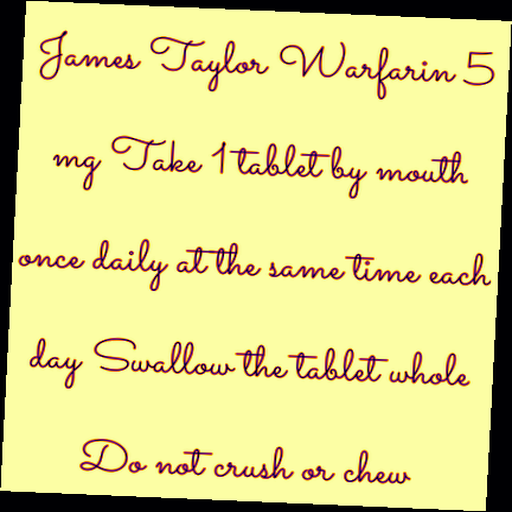 James Taylor Warfarin 5
mg Take 1 tablet by mouth
once daily at the same time each
day Swallow the tablet whole
Do not crush or chew